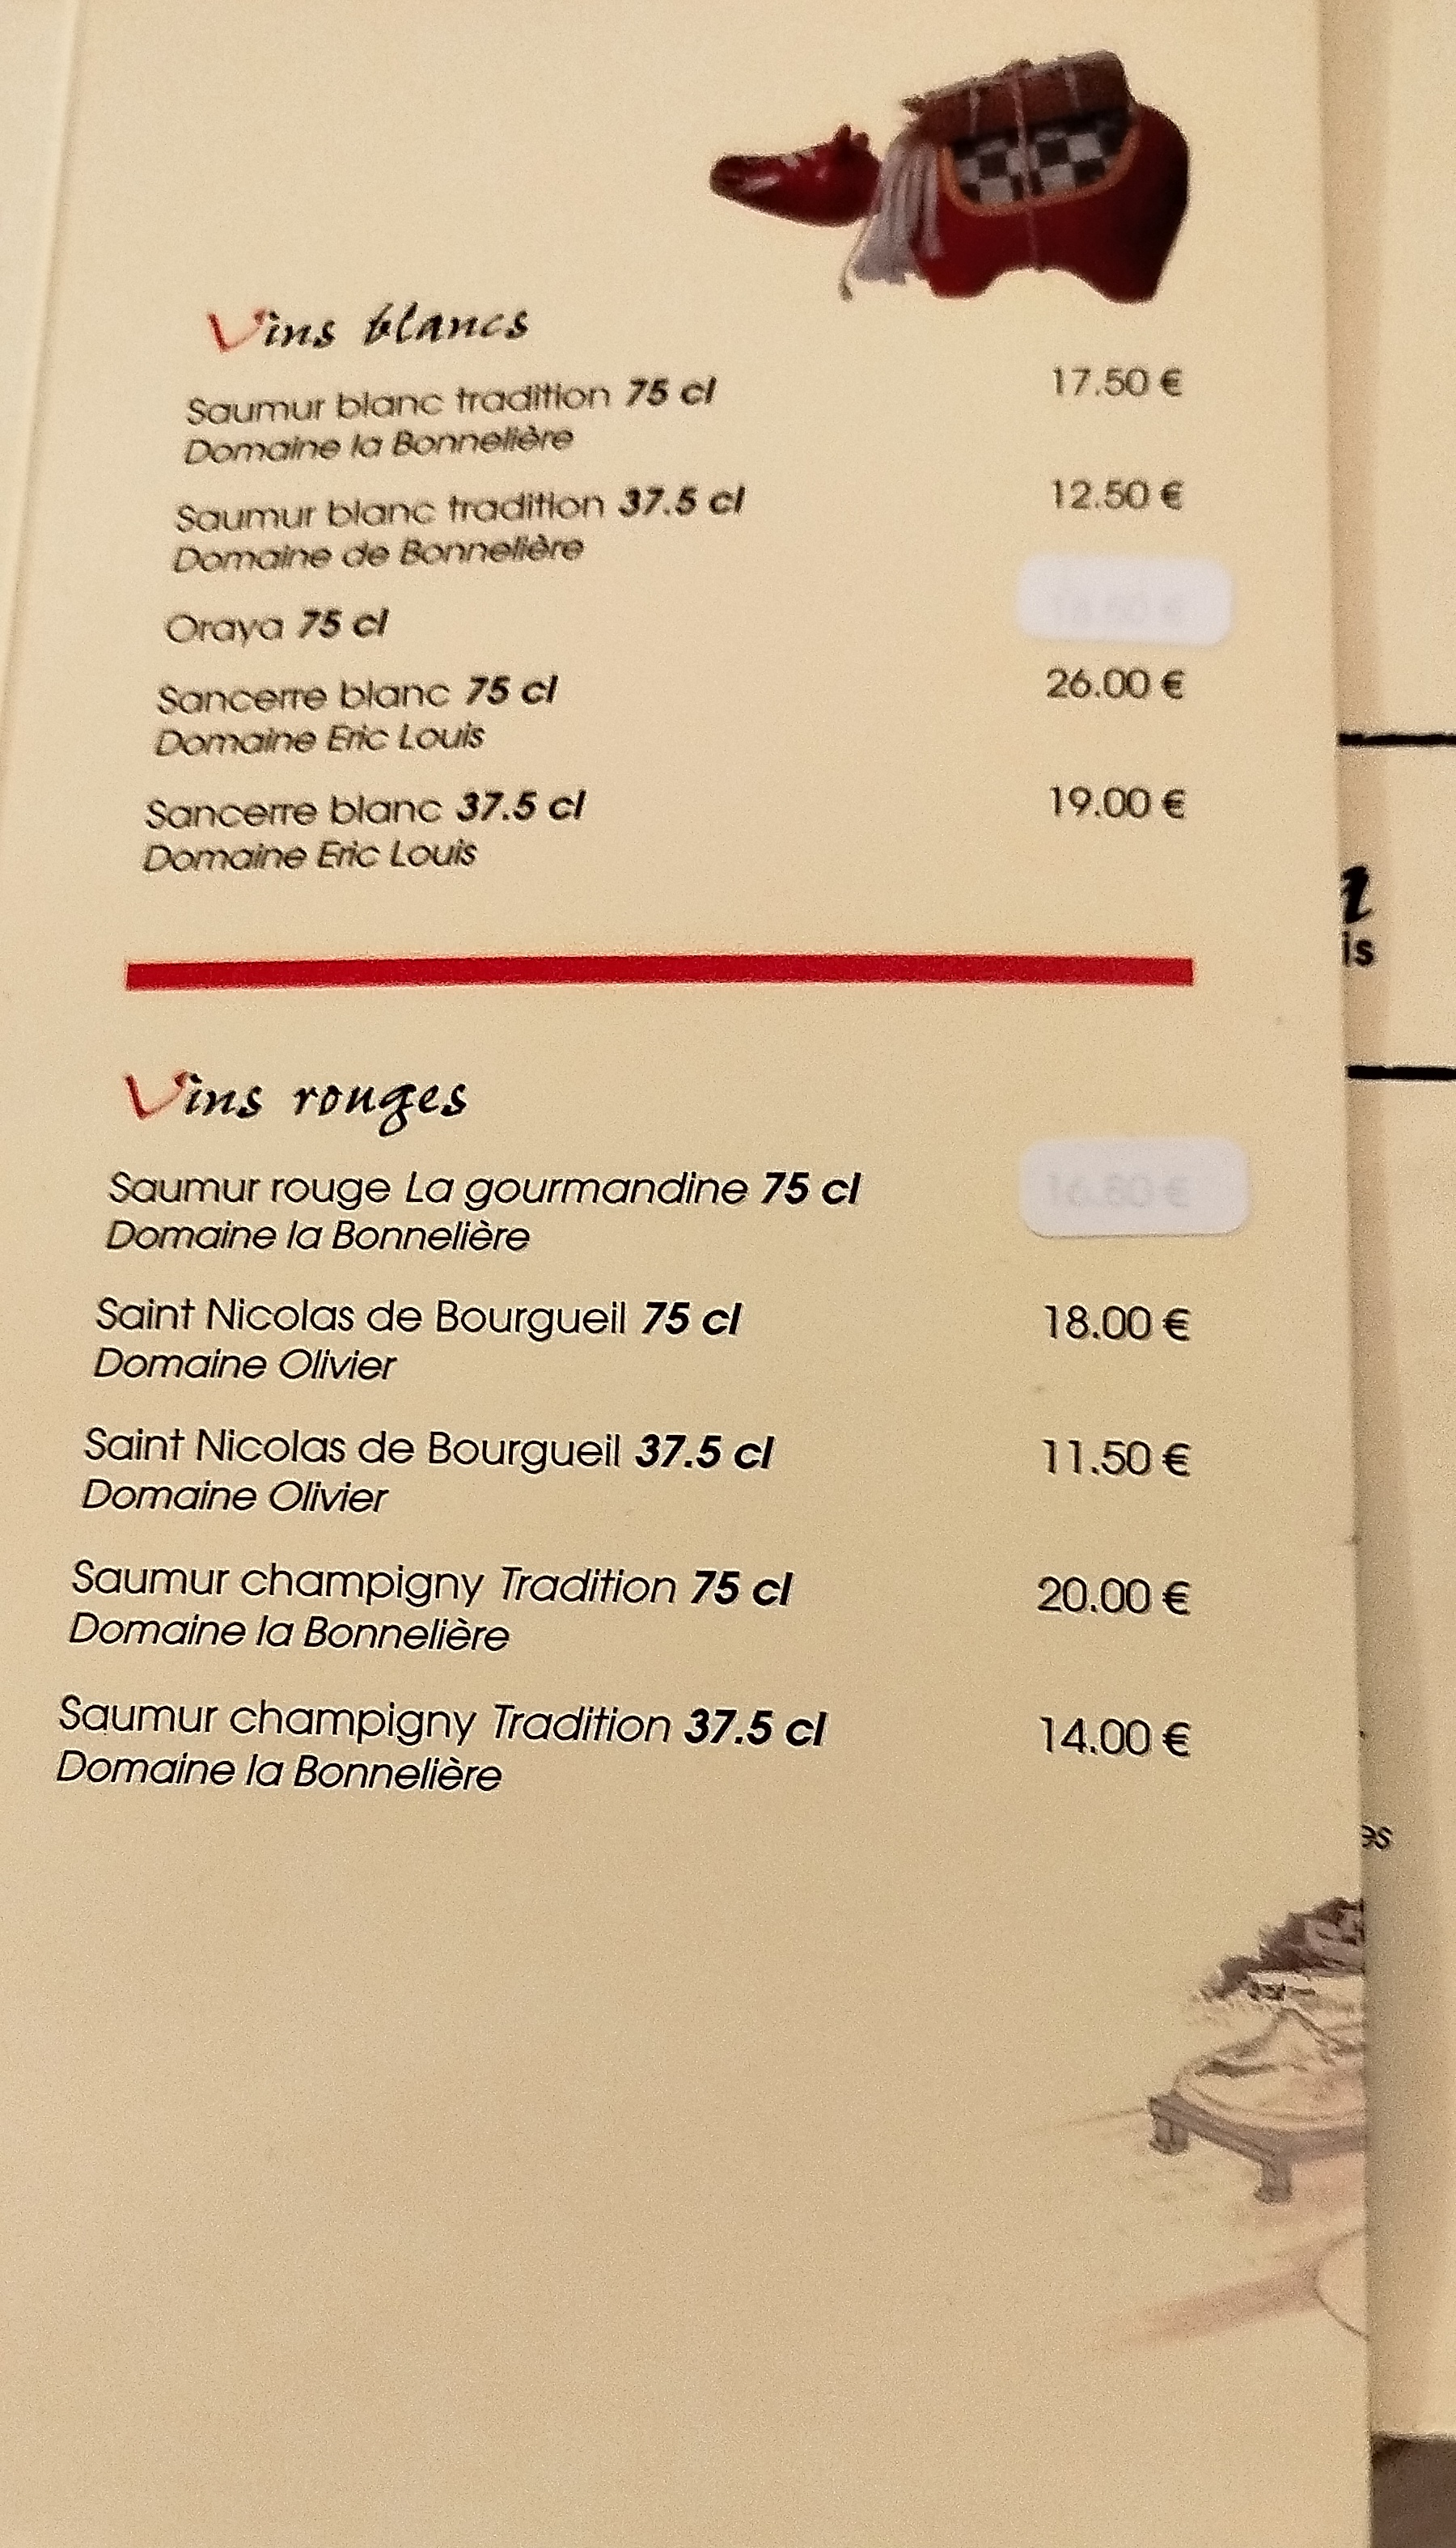 Vins blancs
Saumur blanc tradition 75 cl 17.50 €
Domaine la Bonnelière
Saumur blanc tradition 37.5 cl 12.50 €
Domaine de Bonnelière
Oraya 75 cl
Sancerre blanc 75 cl 26.00 €
Domaine Eric Louis
Sancerre blanc 37.5 cl 19.00 €
Domaine Eric Louis
Vins rouges
Saumur rouge La gourmandine 75 cl 16.80 €
Domaine la Bonnelière
Saint Nicolas de Bourgueil 75 cl 18.00 €
Domaine Olivier
Saint Nicolas de Bourgueil 37.5 cl 11.50 €
Domaine Olivier
Saumur champigny Tradition 75 cl 20.00 €
Domaine la Bonnelière
Saumur champigny Tradition 37.5 cl 14.00 €
Domaine la Bonnelière